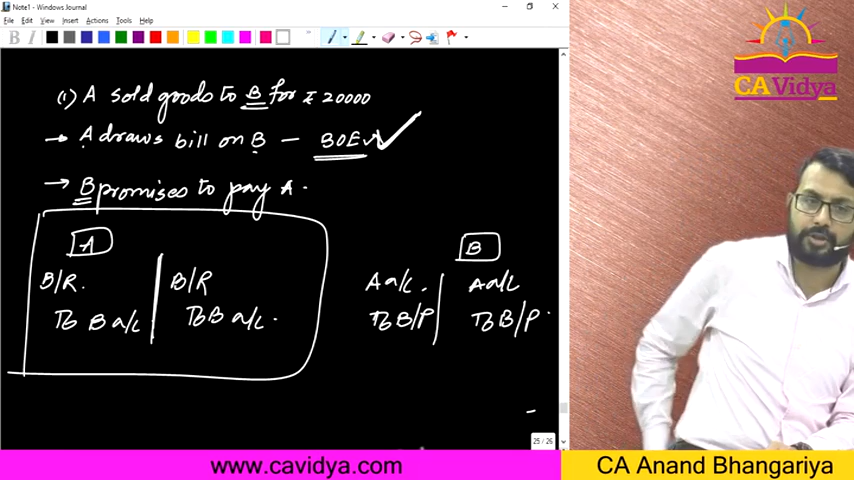 Note1 - Windows Journal
File Edit View Insert Actions Tools Help
B I
(1) A sold goods to B for ₹ 20000
→ A draws bill on B — BOE
→ B promises to pay A.
A
B
B/R.
To B a/c
B/R
To B a/c.
A a/c.
To B/P
A a/c
To B/P.
25 / 26
CA Vidya
www.cavidya.com
CA Anand Bhangariya